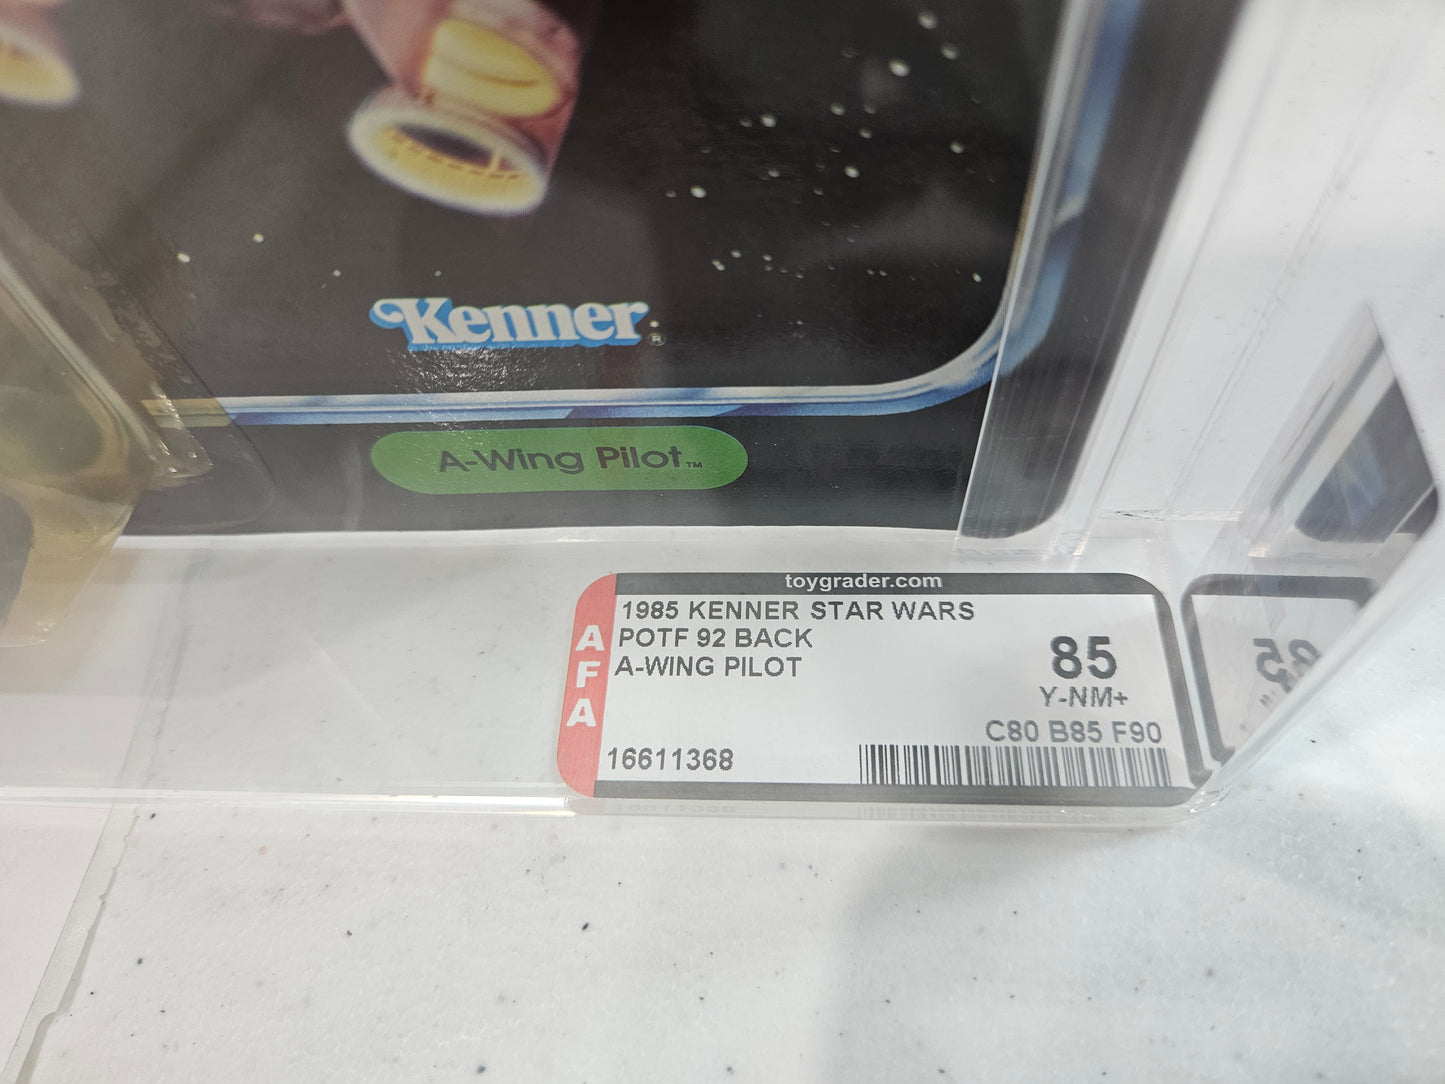 Kenner®
A-Wing Pilot™
toygrader.com
AFA
1985 KENNER STAR WARS
POTF 92 BACK
A-WING PILOT
85
Y-NM+
C80 B85 F90
16611368